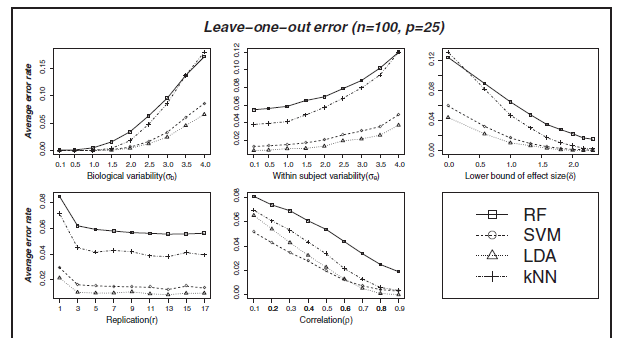 Leave−one−out error (n=100, p=25)
Average error rate
0.00 0.05 0.10 0.15
0.1 0.5 1.0 1.5 2.0 2.5 3.0 3.5 4.0
Biological variability(σb)
0.02 0.04 0.06 0.08 0.10 0.12
0.1 0.5 1.0 1.5 2.0 2.5 3.0 3.5 4.0
Within subject variability(σe)
0.00 0.04 0.08 0.12
0.0 0.5 1.0 1.5 2.0
Lower bound of effect size(δ)
Average error rate
0.02 0.04 0.06 0.08
1 3 5 7 9 11 13 15 17
Replication(r)
0.00 0.02 0.04 0.06 0.08
0.1 0.2 0.3 0.4 0.5 0.6 0.7 0.8 0.9
Correlation(ρ)
RF
SVM
LDA
kNN